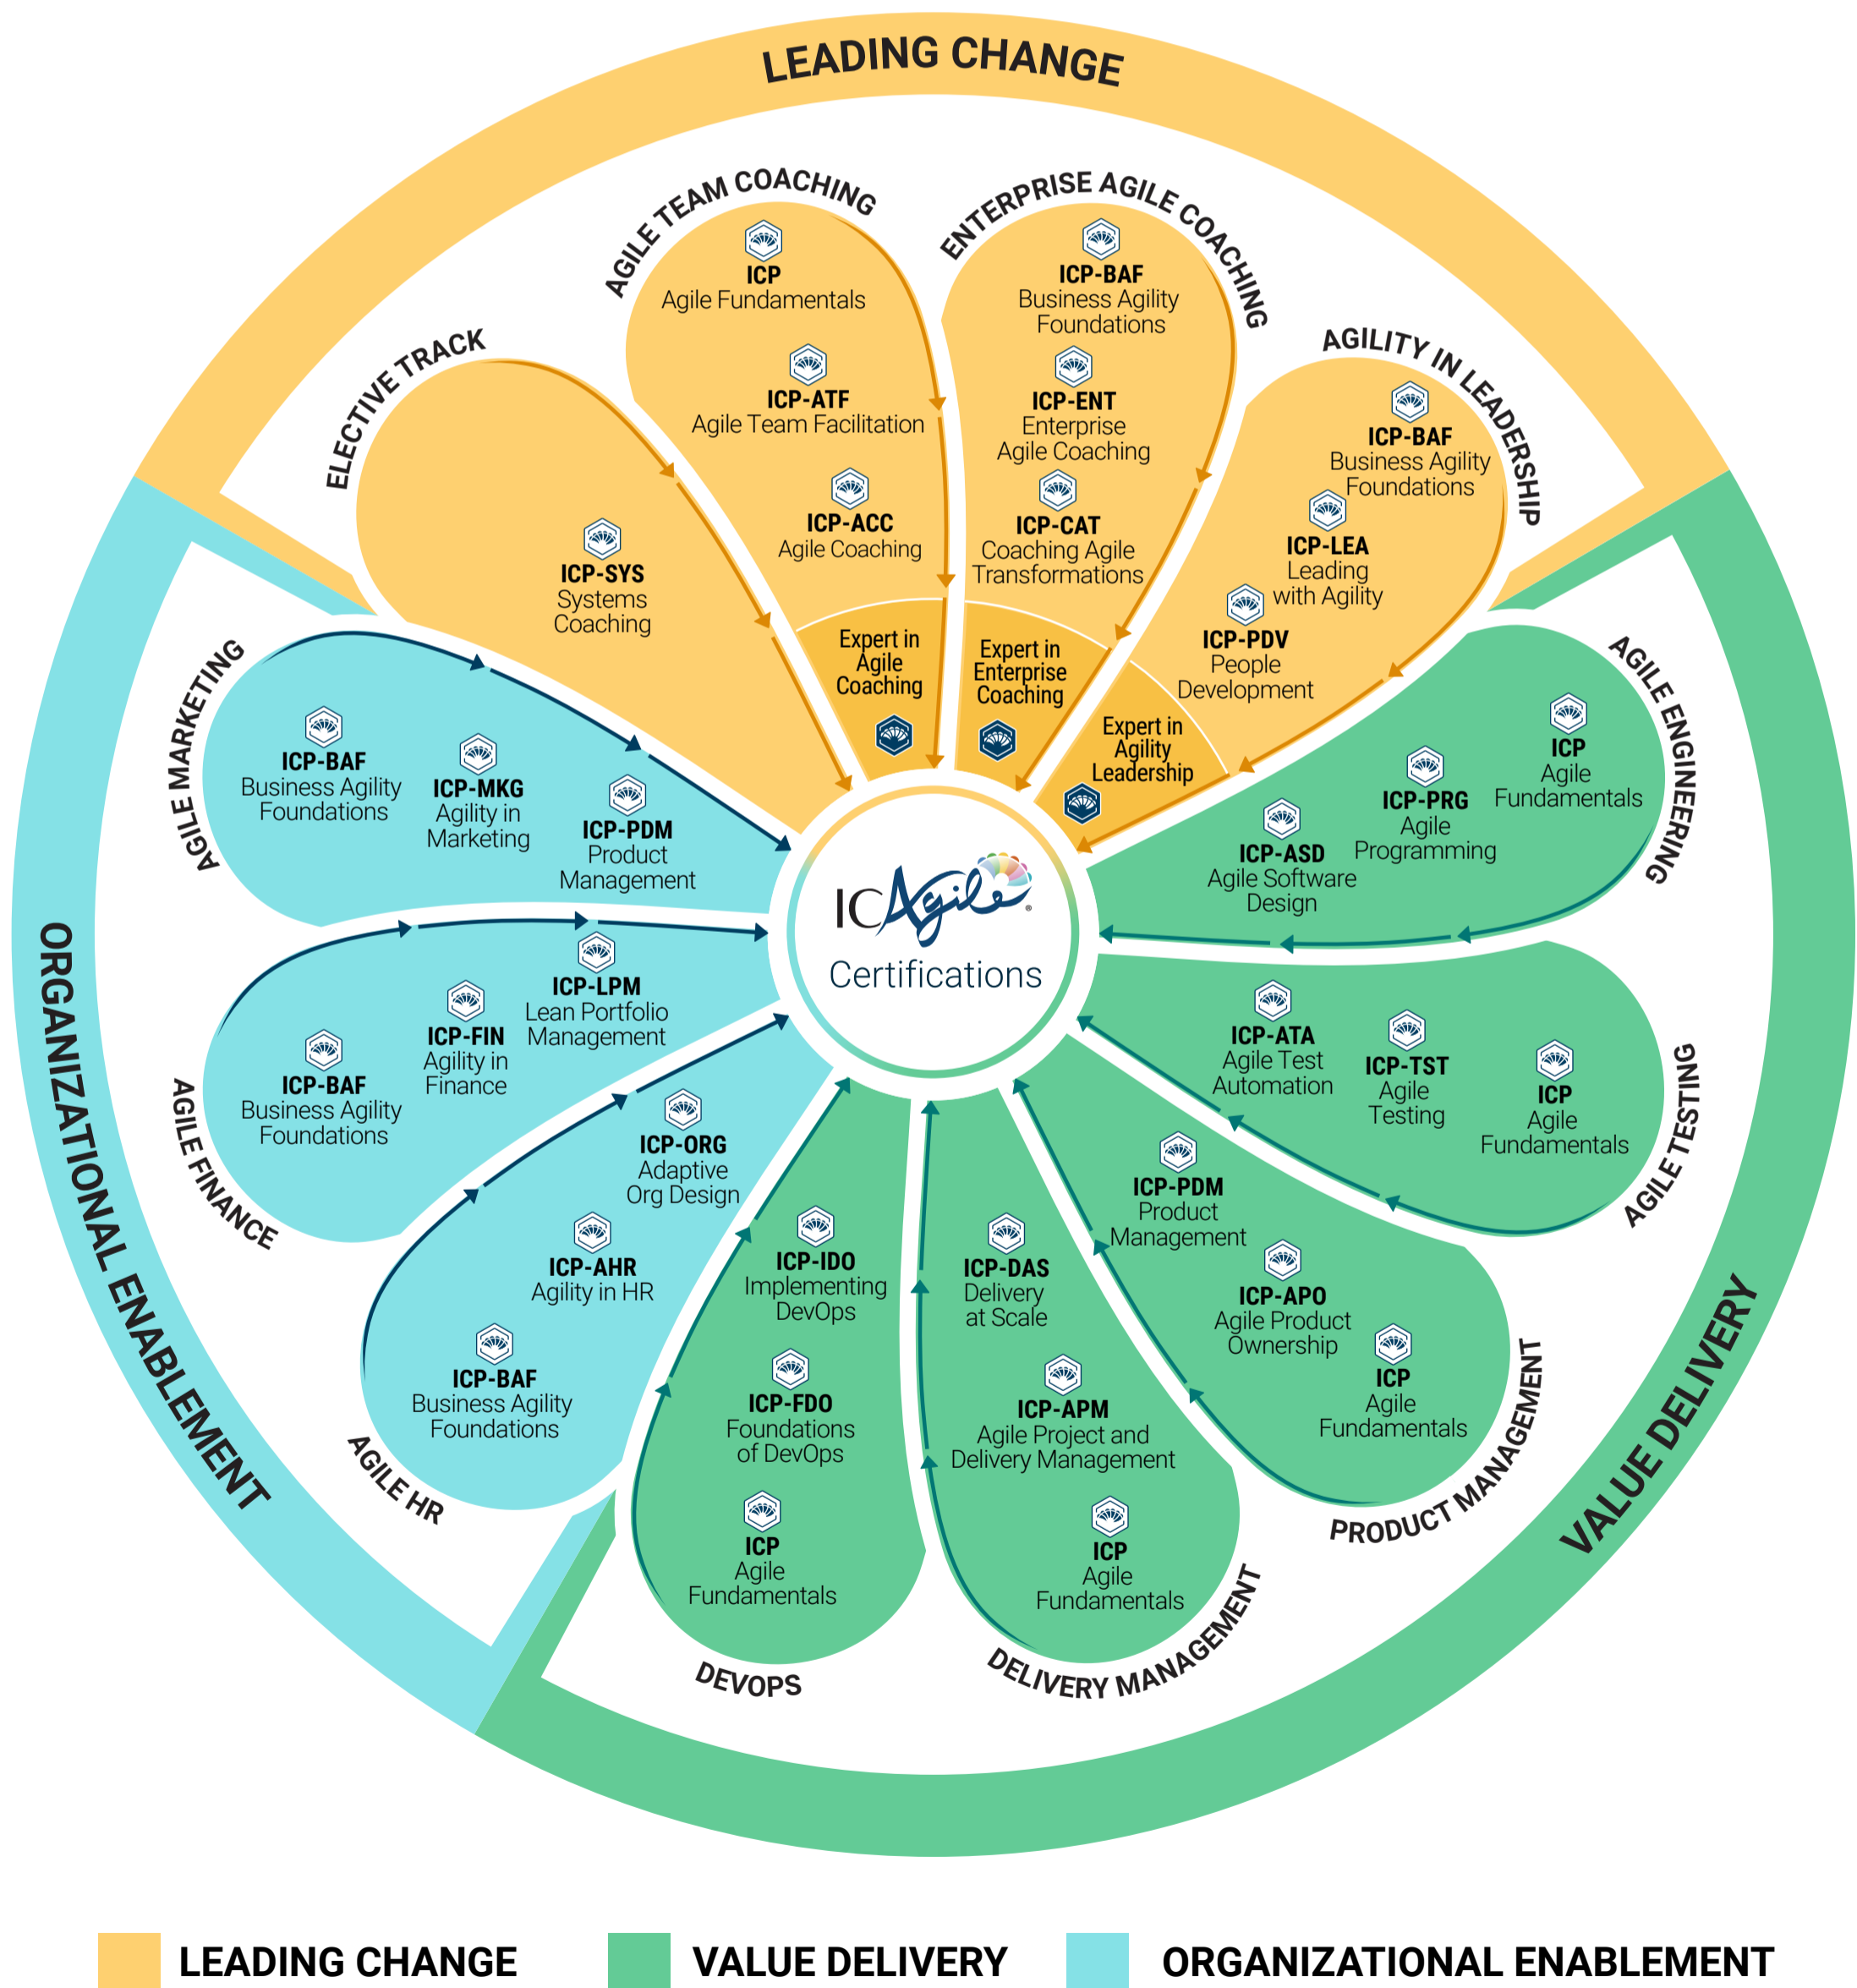 LEADING CHANGE
ELECTIVE TRACK
ICP-SYS
Systems
Coaching
AGILE TEAM COACHING
ICP
Agile Fundamentals
ICP-ATF
Agile Team Facilitation
ICP-ACC
Agile Coaching
Expert in
Agile
Coaching
ENTERPRISE AGILE COACHING
ICP-BAF
Business Agility
Foundations
ICP-ENT
Enterprise
Agile Coaching
ICP-CAT
Coaching Agile
Transformations
Expert in
Enterprise
Coaching
AGILITY IN LEADERSHIP
ICP-BAF
Business Agility
Foundations
ICP-LEA
Leading
with Agility
ICP-PDV
People
Development
Expert in
Agility
Leadership
VALUE DELIVERY
AGILE ENGINEERING
ICP
Agile
Fundamentals
ICP-PRG
Agile
Programming
ICP-ASD
Agile Software
Design
AGILE TESTING
ICP
Agile
Fundamentals
ICP-TST
Agile
Testing
ICP-ATA
Agile Test
Automation
PRODUCT MANAGEMENT
ICP-PDM
Product
Management
ICP-APO
Agile Product
Ownership
ICP
Agile
Fundamentals
DELIVERY MANAGEMENT
ICP-DAS
Delivery
at Scale
ICP-APM
Agile Project and
Delivery Management
ICP
Agile
Fundamentals
DEVOPS
ICP-IDO
Implementing
DevOps
ICP-FDO
Foundations
of DevOps
ICP
Agile
Fundamentals
ORGANIZATIONAL ENABLEMENT
AGILE HR
ICP-ORG
Adaptive
Org Design
ICP-AHR
Agility in HR
ICP-BAF
Business Agility
Foundations
AGILE FINANCE
ICP-BAF
Business Agility
Foundations
ICP-FIN
Agility in
Finance
ICP-LPM
Lean Portfolio
Management
AGILE MARKETING
ICP-BAF
Business Agility
Foundations
ICP-MKG
Agility in
Marketing
ICP-PDM
Product
Management
ICAgile®
Certifications
LEADING CHANGE
VALUE DELIVERY
ORGANIZATIONAL ENABLEMENT